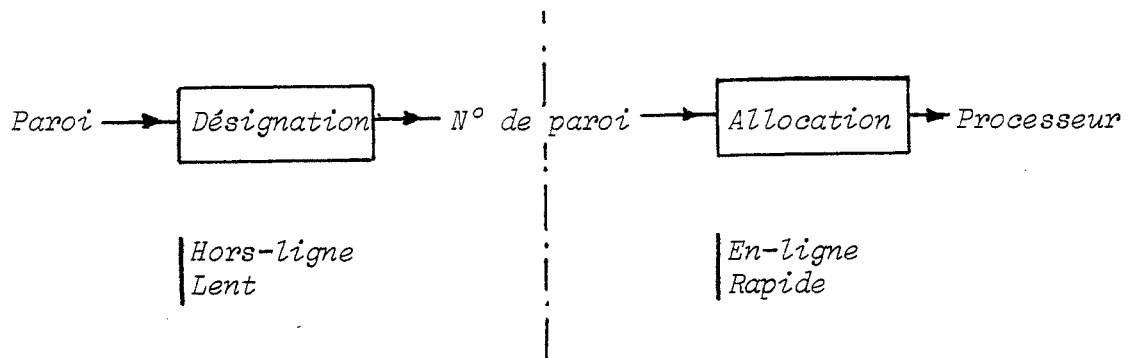 Paroi Désignation N° de paroi Allocation Processeur
Hors-ligne
Lent
En-ligne
Rapide